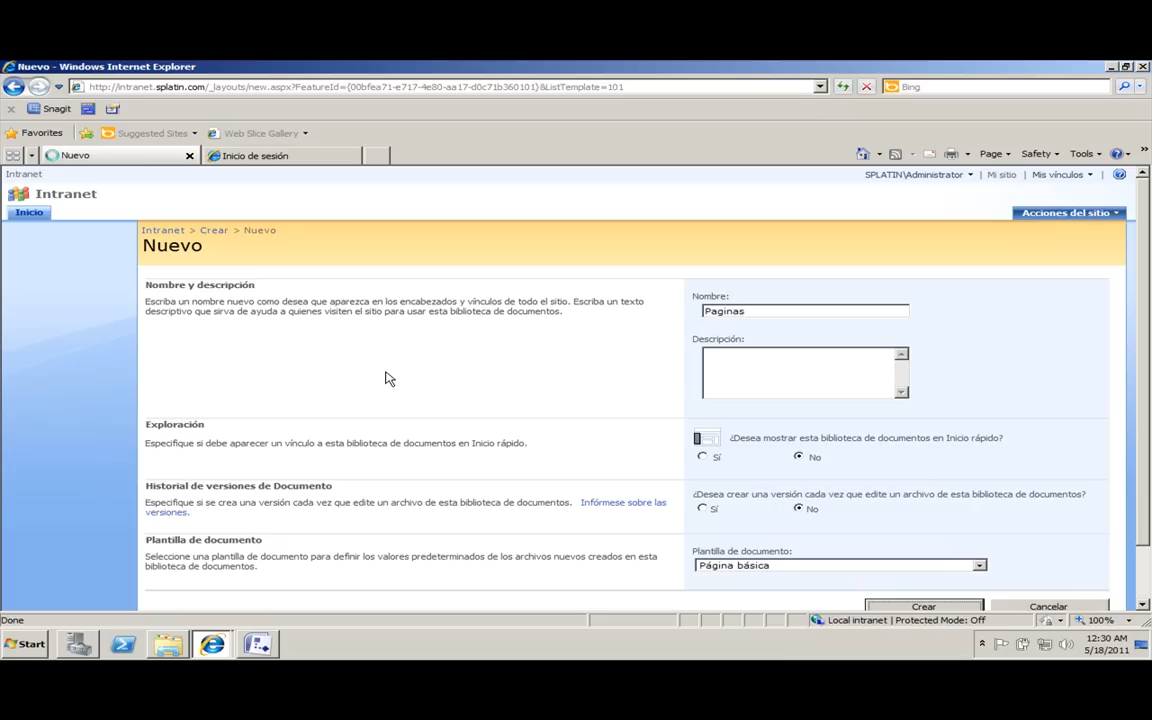 Nuevo - Windows Internet Explorer
http://intranet.splatin.com/_layouts/new.aspx?FeatureId={00bfea71-e717-4e80-aa17-d0c71b360101}&ListTemplate=101
Bing
Snagit
Favorites Suggested Sites Web Slice Gallery
Nuevo Inicio de sesión Page Safety Tools
Intranet SPLATIN\Administrator Mi sitio Mis vínculos
Intranet
Inicio Acciones del sitio
Intranet > Crear > Nuevo
Nuevo
Nombre y descripción
Escriba un nombre nuevo como desea que aparezca en los encabezados y vínculos de todo el sitio. Escriba un texto
descriptivo que sirva de ayuda a quienes visiten el sitio para usar esta biblioteca de documentos.
Nombre:
Paginas
Descripción:
Exploración
Especifique si debe aparecer un vínculo a esta biblioteca de documentos en Inicio rápido.
¿Desea mostrar esta biblioteca de documentos en Inicio rápido?
Sí No
Historial de versiones de Documento
Especifique si se crea una versión cada vez que edite un archivo de esta biblioteca de documentos. Infórmese sobre las
versiones.
¿Desea crear una versión cada vez que edite un archivo de esta biblioteca de documentos?
Sí No
Plantilla de documento
Seleccione una plantilla de documento para definir los valores predeterminados de los archivos nuevos creados en esta
biblioteca de documentos.
Plantilla de documento:
Página básica
Crear Cancelar
Done Local intranet | Protected Mode: Off 100%
Start 12:30 AM
5/18/2011